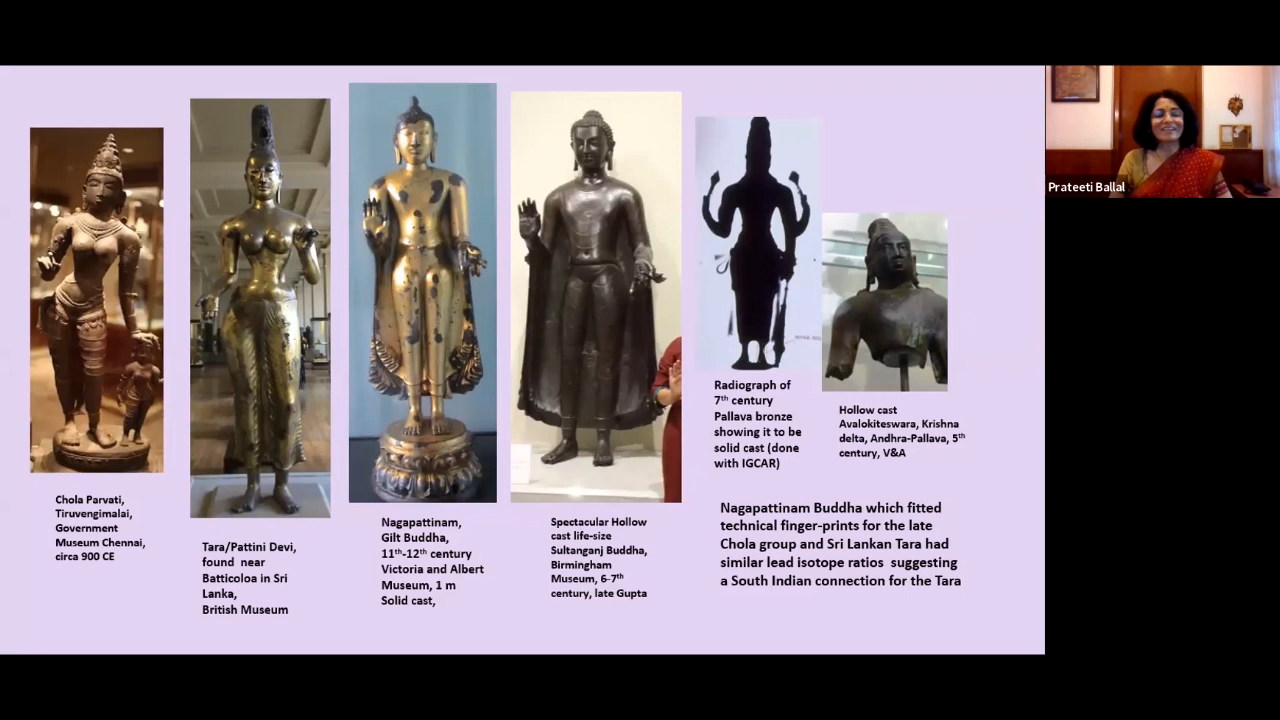 Prateeti Ballal
Chola Parvati,
Tiruvengimalai,
Government
Museum Chennai,
circa 900 CE
Tara/Pattini Devi,
found near
Batticoloa in Sri
Lanka,
British Museum
Nagapattinam,
Gilt Buddha,
11th-12th century
Victoria and Albert
Museum, 1 m
Solid cast,
Spectacular Hollow
cast life-size
Sultanganj Buddha,
Birmingham
Museum, 6-7th
century, late Gupta
Radiograph of
7th century
Pallava bronze
showing it to be
solid cast (done
with IGCAR)
Hollow cast
Avalokiteswara, Krishna
delta, Andhra-Pallava, 5th
century, V&A
Nagapattinam Buddha which fitted
technical finger-prints for the late
Chola group and Sri Lankan Tara had
similar lead isotope ratios suggesting
a South Indian connection for the Tara